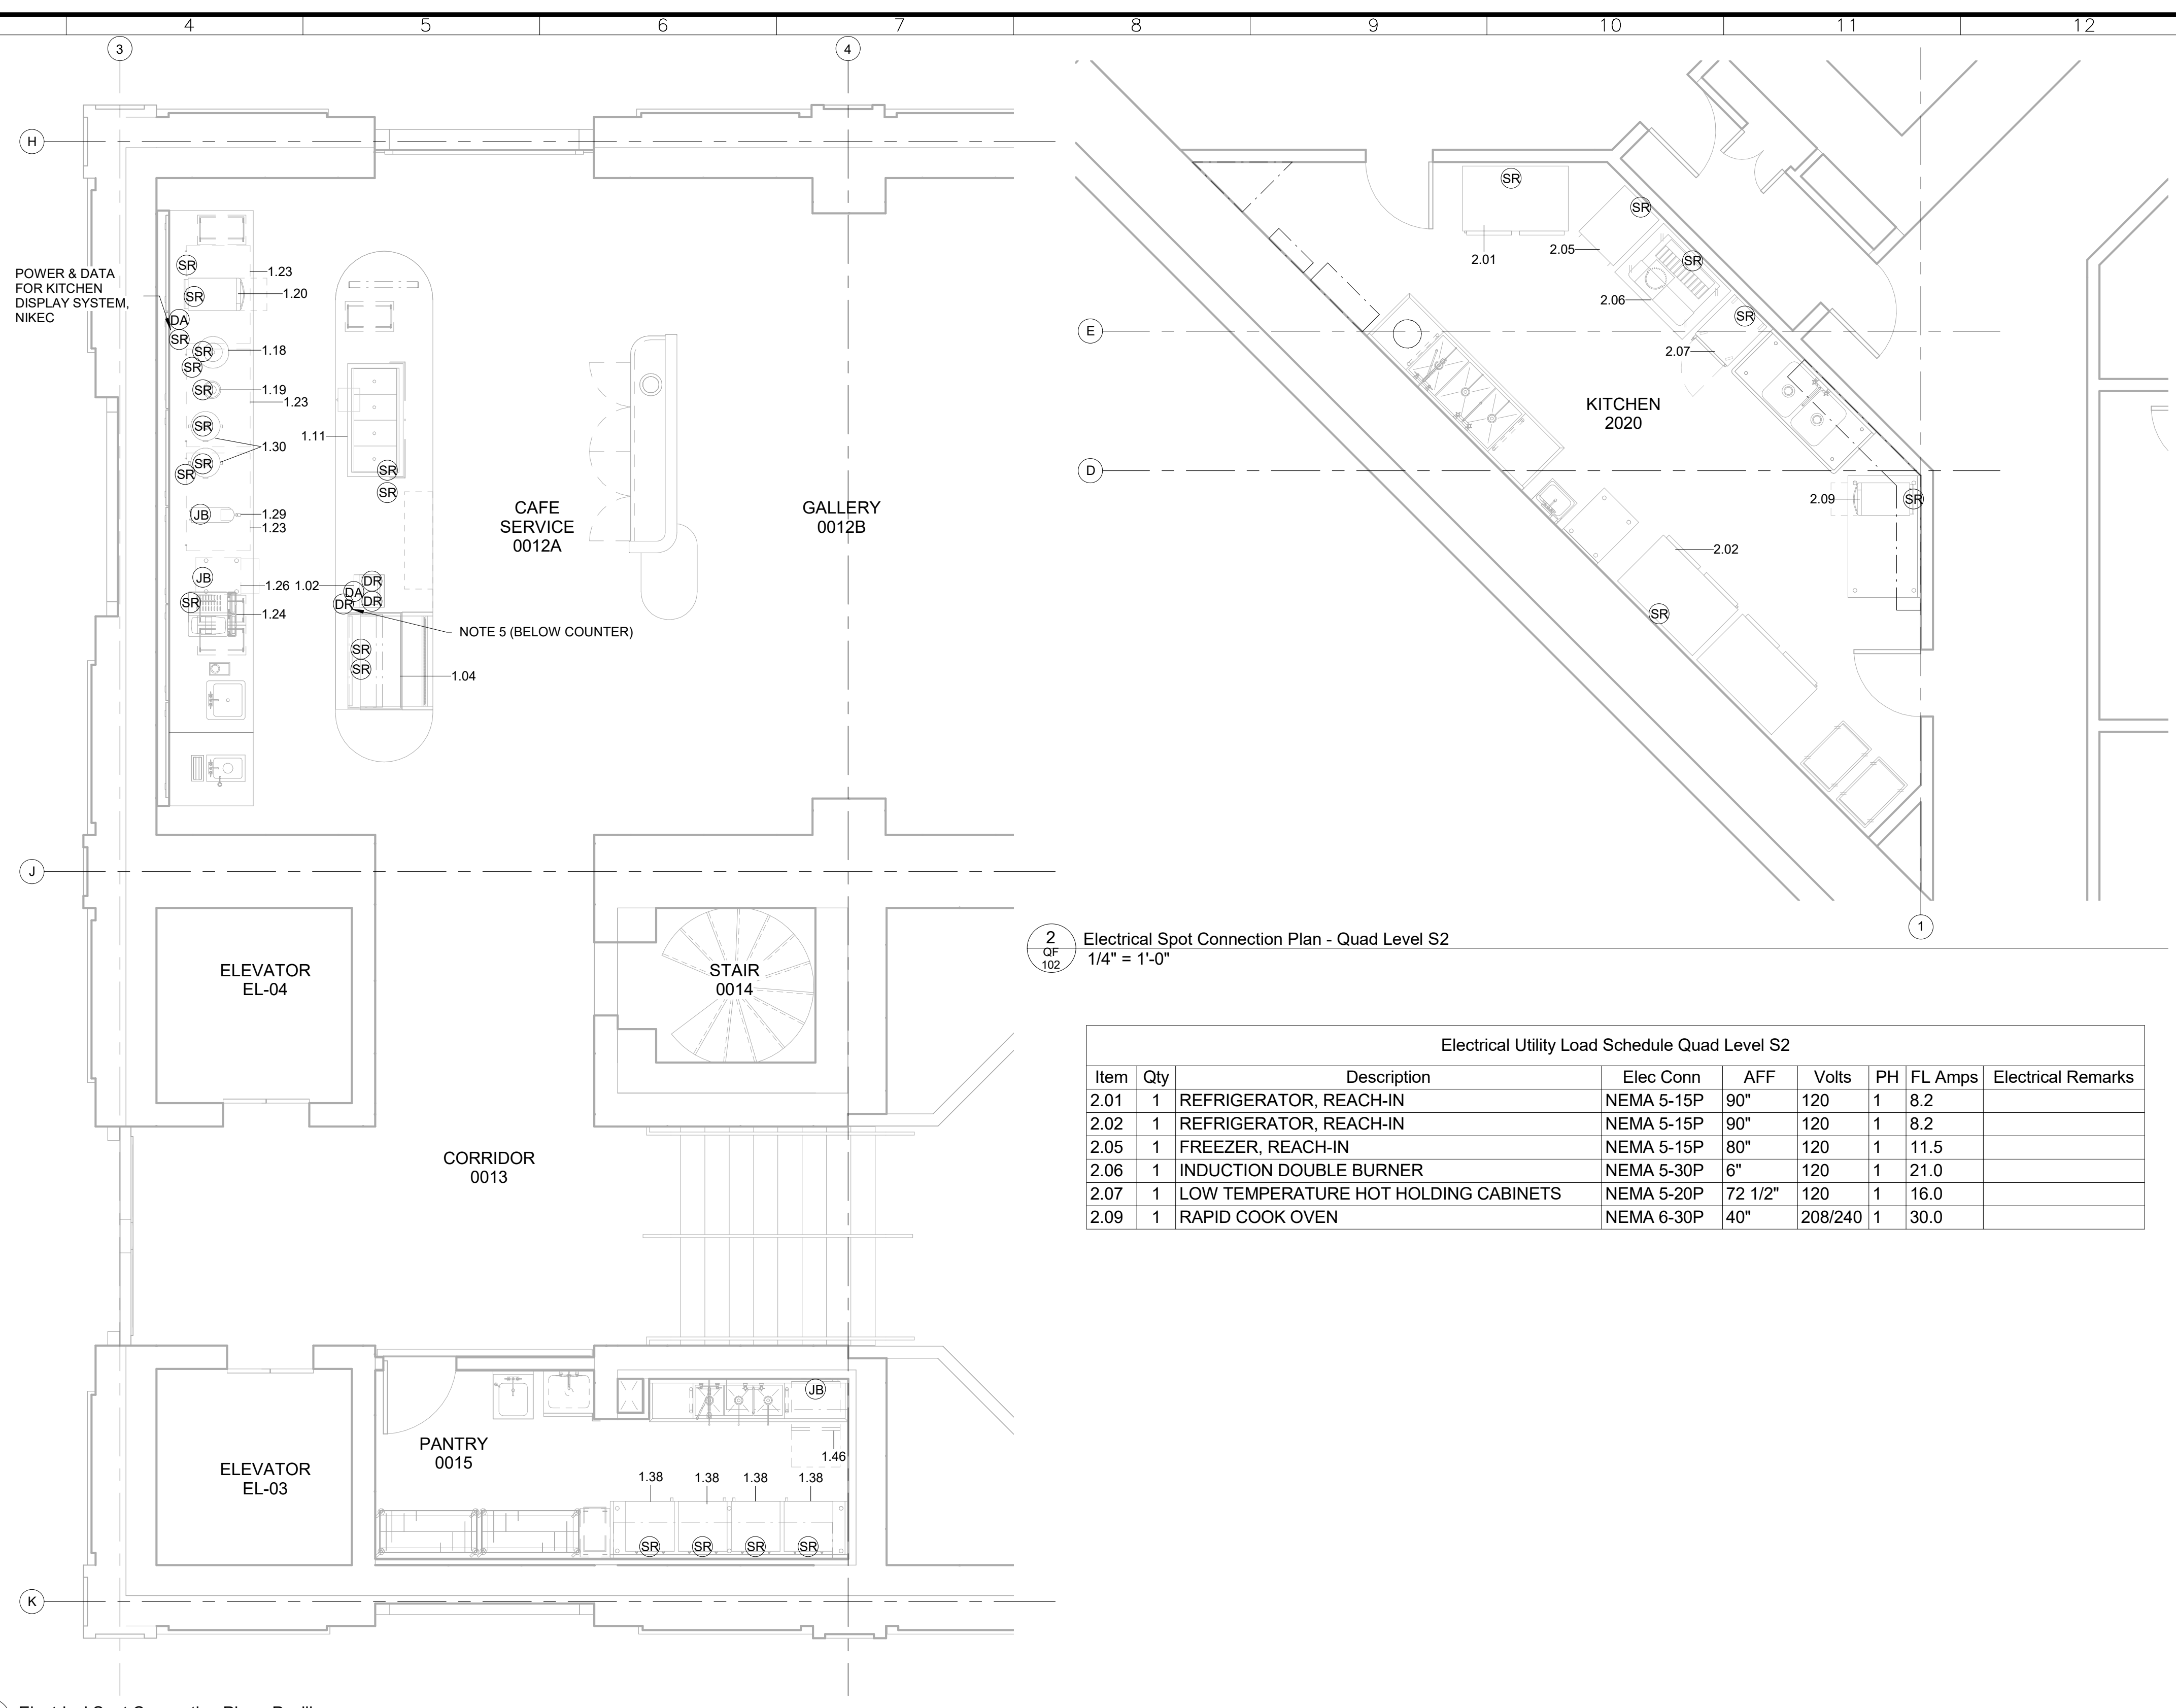 4
5
6
7
8
9
10
11
12
3
4
H
POWER & DATA
FOR KITCHEN
DISPLAY SYSTEM,
NIKEC
SR
1.23
SR
1.20
DA
SR
SR
1.18
SR
SR
1.19
1.23
SR
1.30
SR
SR
JB
1.29
1.23
JB
1.26
SR
1.24
1.11
SR
SR
1.02
DR
DA
DR
DR
NOTE 5 (BELOW COUNTER)
SR
SR
1.04
CAFE
SERVICE
0012A
GALLERY
0012B
J
ELEVATOR
EL-04
STAIR
0014
CORRIDOR
0013
ELEVATOR
EL-03
PANTRY
0015
JB
1.46
1.38
1.38
1.38
1.38
SR
SR
SR
SR
K
SR
2.01
SR
2.05
SR
2.06
SR
2.07
E
KITCHEN
2020
D
2.09
SR
2.02
SR
1
2
QF
102
Electrical Spot Connection Plan - Quad Level S2
1/4" = 1'-0"
Electrical Utility Load Schedule Quad Level S2
Item Qty Description Elec Conn AFF Volts PH FL Amps Electrical Remarks
2.01 1 REFRIGERATOR, REACH-IN NEMA 5-15P 90" 120 1 8.2
2.02 1 REFRIGERATOR, REACH-IN NEMA 5-15P 90" 120 1 8.2
2.05 1 FREEZER, REACH-IN NEMA 5-15P 80" 120 1 11.5
2.06 1 INDUCTION DOUBLE BURNER NEMA 5-30P 6" 120 1 21.0
2.07 1 LOW TEMPERATURE HOT HOLDING CABINETS NEMA 5-20P 72 1/2" 120 1 16.0
2.09 1 RAPID COOK OVEN NEMA 6-30P 40" 208/240 1 30.0